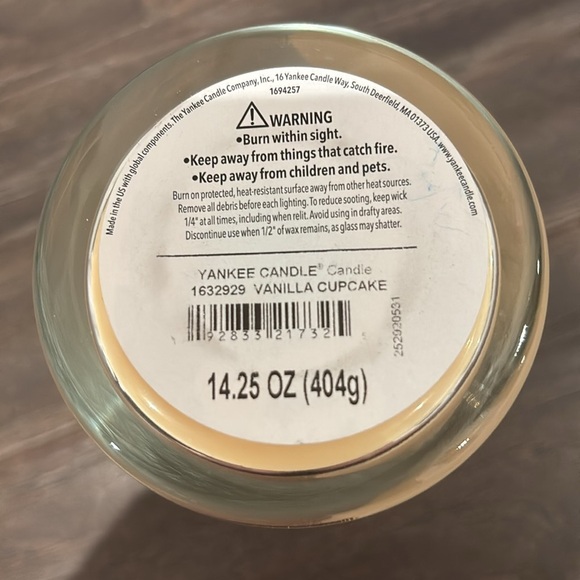 Made in the US with global components. The Yankee Candle Company, Inc., 16 Yankee Candle Way, South Deerfield, MA 01373 USA. www.yankeecandle.com
1694257
WARNING
•Burn within sight.
•Keep away from things that catch fire.
•Keep away from children and pets.
Burn on protected, heat-resistant surface away from other heat sources.
Remove all debris before each lighting. To reduce sooting, keep wick
1/4" at all times, including when relit. Avoid using in drafty areas.
Discontinue use when 1/2" of wax remains, as glass may shatter.
YANKEE CANDLE® Candle
1632929 VANILLA CUPCAKE
92833 21732
14.25 OZ (404g)